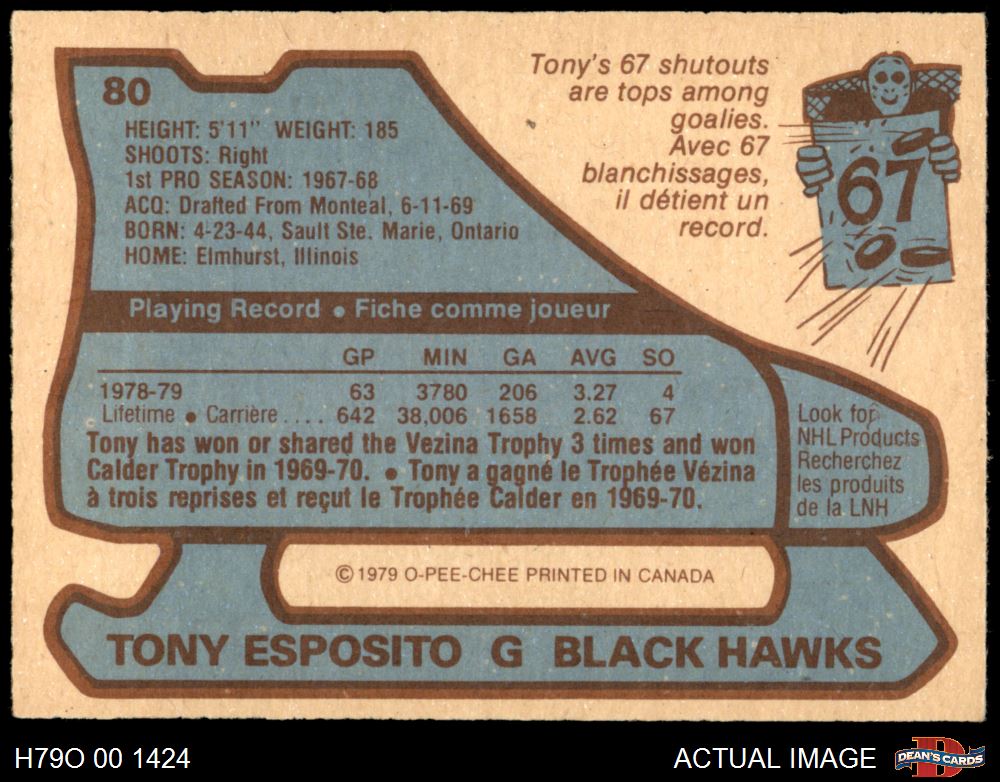 80
HEIGHT: 5'11" WEIGHT: 185
SHOOTS: Right
1st PRO SEASON: 1967-68
ACQ: Drafted From Monteal, 6-11-69
BORN: 4-23-44, Sault Ste. Marie, Ontario
HOME: Elmhurst, Illinois
Tony's 67 shutouts
are tops among
goalies.
Avec 67
blanchissages,
il détient un
record.
67
Playing Record • Fiche comme joueur
GP MIN GA AVG SO
1978-79 63 3780 206 3.27 4
Lifetime • Carrière .... 642 38,006 1658 2.62 67
Tony has won or shared the Vezina Trophy 3 times and won
Calder Trophy in 1969-70. • Tony a gagné le Trophée Vézina
à trois reprises et reçut le Trophée Calder en 1969-70.
Look for
NHL Products
Recherchez
les produits
de la LNH
© 1979 O-PEE-CHEE PRINTED IN CANADA
TONY ESPOSITO G BLACK HAWKS
H79O 00 1424
ACTUAL IMAGE
D
DEAN'S CARDS